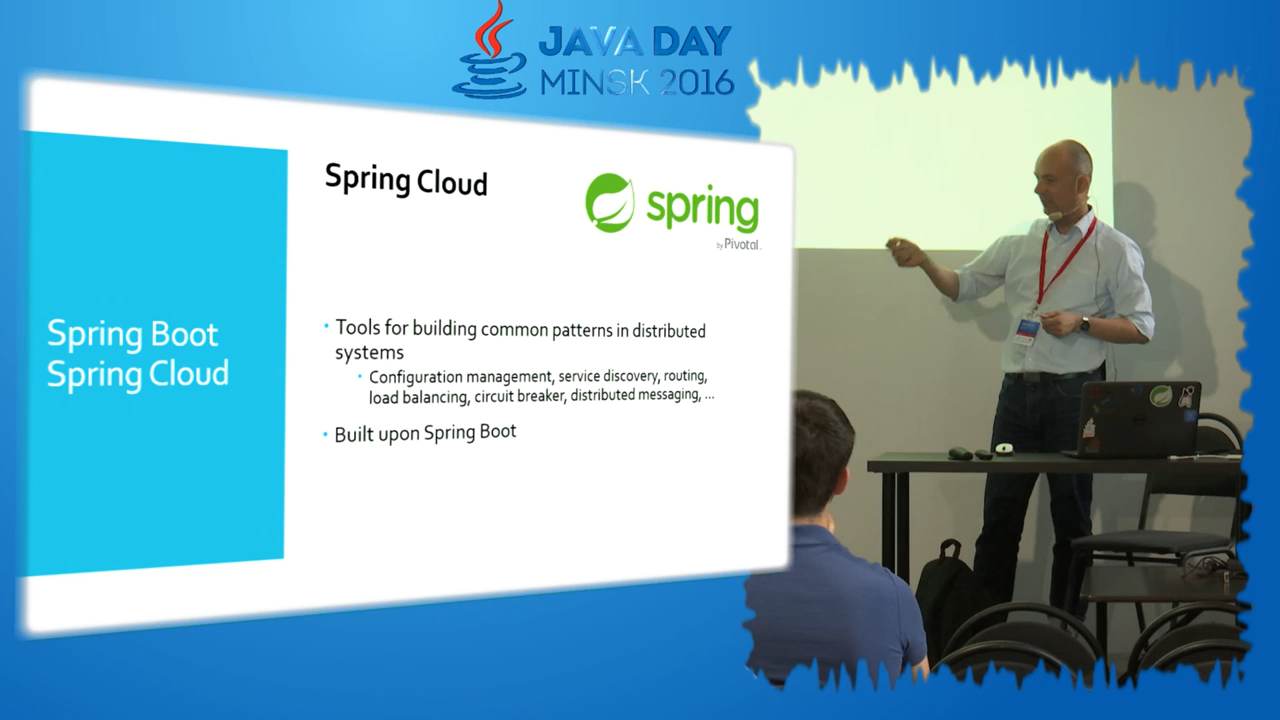 JAVA DAY
MINSK 2016
Spring Boot
Spring Cloud
Spring Cloud
spring
by Pivotal.
• Tools for building common patterns in distributed
systems
• Configuration management, service discovery, routing,
load balancing, circuit breaker, distributed messaging, ...
• Built upon Spring Boot